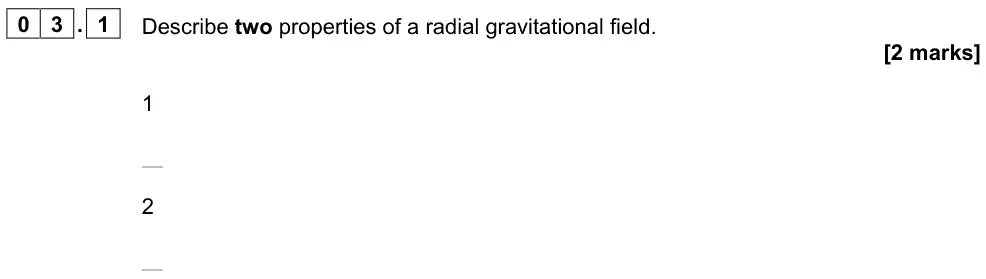 0 3 . 1 Describe two properties of a radial gravitational field.
[2 marks]
1
2